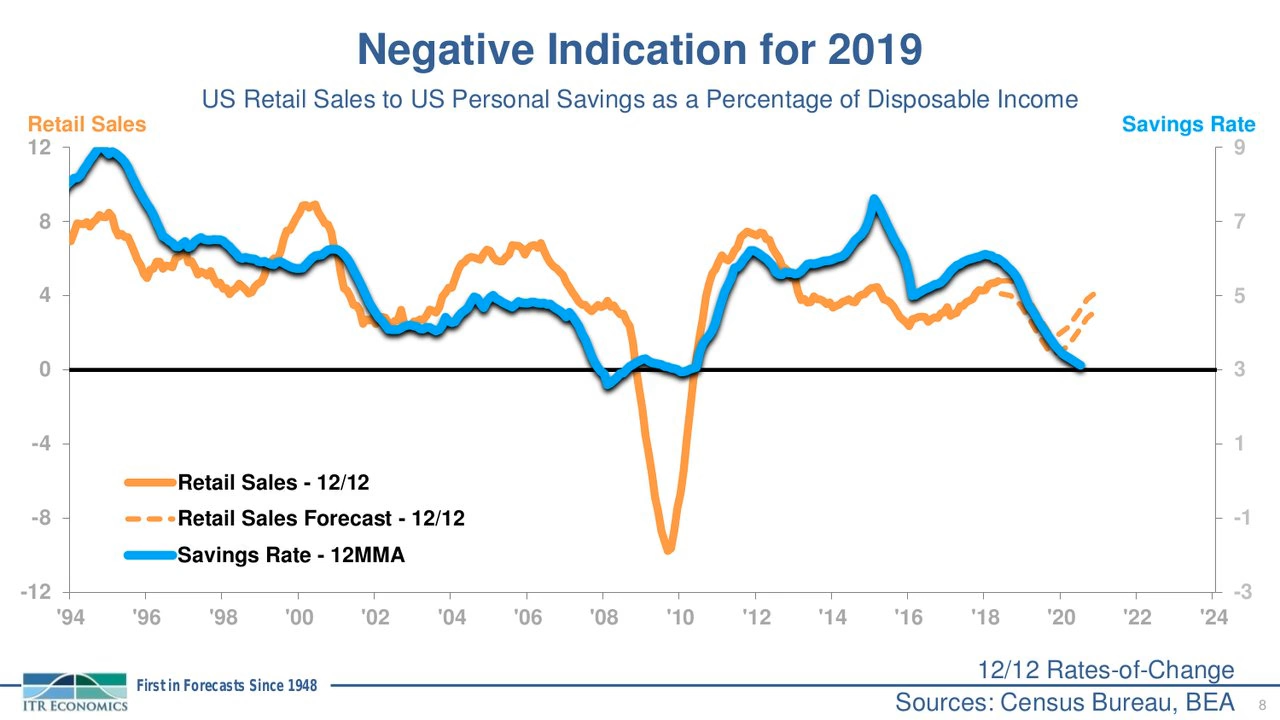 Negative Indication for 2019
US Retail Sales to US Personal Savings as a Percentage of Disposable Income
Retail Sales
Savings Rate
12
8
4
0
-4
-8
-12
9
7
5
3
1
-1
-3
Retail Sales - 12/12
Retail Sales Forecast - 12/12
Savings Rate - 12MMA
'94 '96 '98 '00 '02 '04 '06 '08 '10 '12 '14 '16 '18 '20 '22 '24
12/12 Rates-of-Change
ITR ECONOMICS
First in Forecasts Since 1948
Sources: Census Bureau, BEA
8